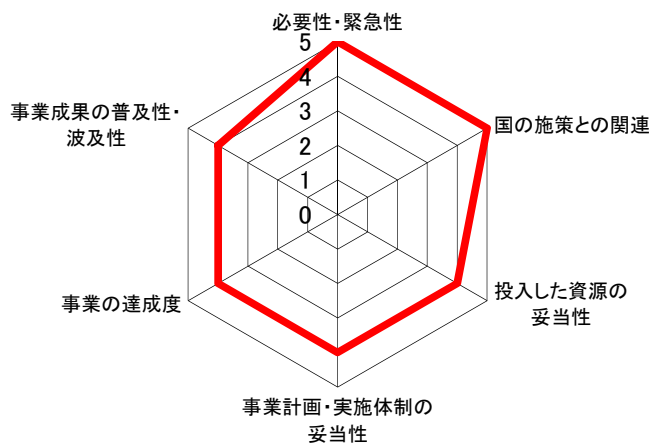 必要性・緊急性
5
4
3
2
1
0
国の施策との関連
投入した資源の
妥当性
事業計画・実施体制の
妥当性
事業の達成度
事業成果の普及性・
波及性